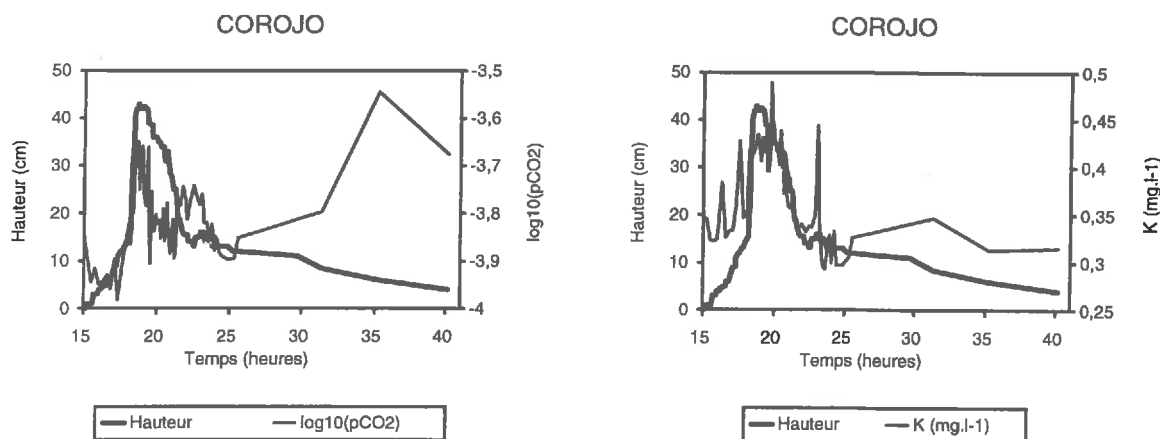 COROJO
50
40
30
20
10
0
Hauteur (cm)
-3,5
-3,6
-3,7
-3,8
-3,9
-4
log10(pCO2)
15 20 25 30 35 40
Temps (heures)
Hauteur log10(pCO2)
COROJO
50
40
30
20
10
0
Hauteur (cm)
0,5
0,45
0,4
0,35
0,3
0,25
K (mg.l-1)
15 20 25 30 35 40
Temps (heures)
Hauteur K (mg.l-1)